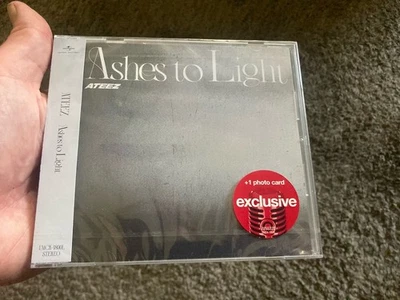 Ashes to Light
ATEEZ
ATEEZ
Ashes to Light
STEREO
+1 photo card
exclusive